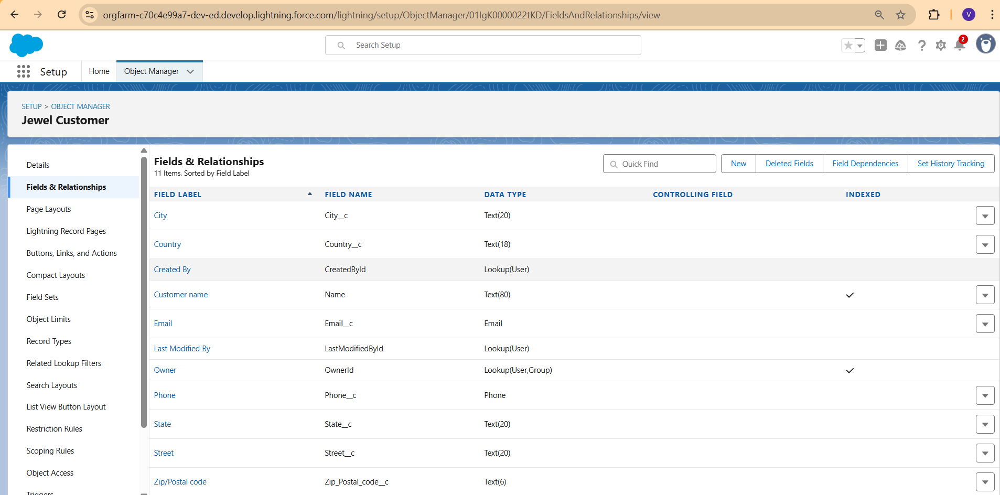 orgfarm-c70c4e99a7-dev-ed.develop.lightning.force.com/lightning/setup/ObjectManager/01IgK0000022tKD/FieldsAndRelationships/view
V
Search Setup
2
Setup
Home
Object Manager
SETUP > OBJECT MANAGER
Jewel Customer
Details
Fields & Relationships
Page Layouts
Lightning Record Pages
Buttons, Links, and Actions
Compact Layouts
Field Sets
Object Limits
Record Types
Related Lookup Filters
Search Layouts
List View Button Layout
Restriction Rules
Scoping Rules
Object Access
Triggers
Fields & Relationships
11 Items, Sorted by Field Label
Quick Find
New
Deleted Fields
Field Dependencies
Set History Tracking
FIELD LABEL FIELD NAME DATA TYPE CONTROLLING FIELD INDEXED
City City__c Text(20)
Country Country__c Text(18)
Created By CreatedById Lookup(User)
Customer name Name Text(80)
Email Email__c Email
Last Modified By LastModifiedById Lookup(User)
Owner OwnerId Lookup(User,Group)
Phone Phone__c Phone
State State__c Text(20)
Street Street__c Text(20)
Zip/Postal code Zip_Postal_code__c Text(6)